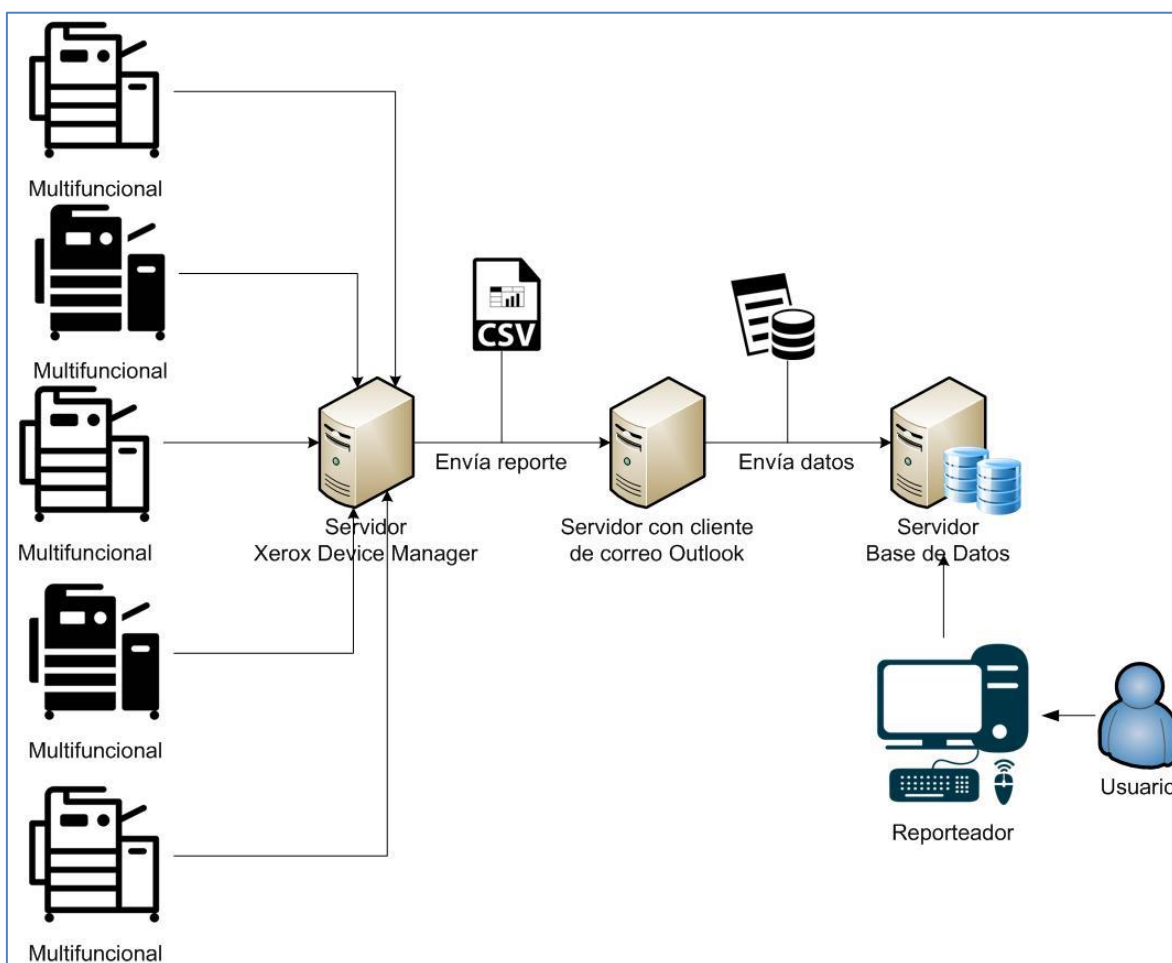 Multifuncional
Multifuncional
Multifuncional
Multifuncional
Multifuncional
CSV
Envía reporte
Envía datos
Servidor
Xerox Device Manager
Servidor con cliente
de correo Outlook
Servidor
Base de Datos
Reporteador
Usuario